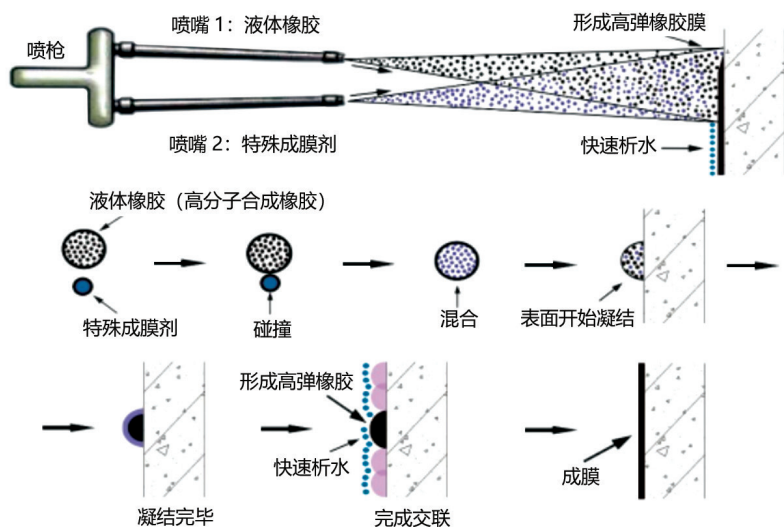 喷嘴1：液体橡胶
形成高弹橡胶膜
喷枪
喷嘴2：特殊成膜剂
快速析水
液体橡胶（高分子合成橡胶）
特殊成膜剂
碰撞
混合
表面开始凝结
形成高弹橡胶
快速析水
成膜
凝结完毕
完成交联